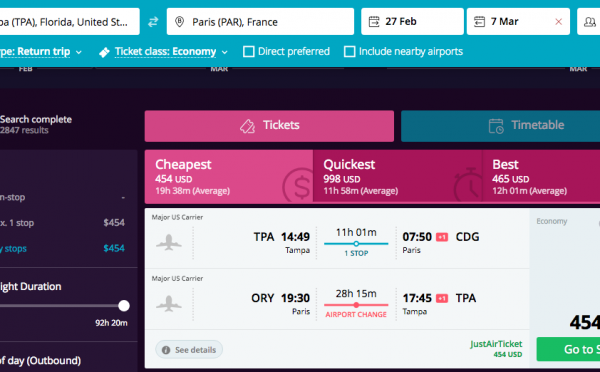 pa (TPA), Florida, United St...
Paris (PAR), France
27 Feb
7 Mar
ype: Return trip
Ticket class: Economy
Direct preferred
Include nearby airports
FEB
MAR
MAR
Search complete
2847 results
Tickets
Timetable
Cheapest
454 USD
19h 38m (Average)
Quickest
998 USD
11h 58m (Average)
Best
465 USD
12h 01m (Average)
n-stop
-
x. 1 stop
$454
y stops
$454
ight Duration
92h 20m
of day (Outbound)
Major US Carrier
TPA 14:49
Tampa
11h 01m
1 STOP
07:50 +1 CDG
Paris
Major US Carrier
ORY 19:30
Paris
28h 15m
AIRPORT CHANGE
17:45 +1 TPA
Tampa
See details
JustAirTicket
454 USD
Economy
454
Go to S